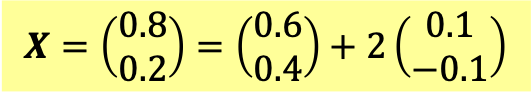 X = (0.8 0.2) = (0.6 0.4) + 2 (0.1 −0.1)